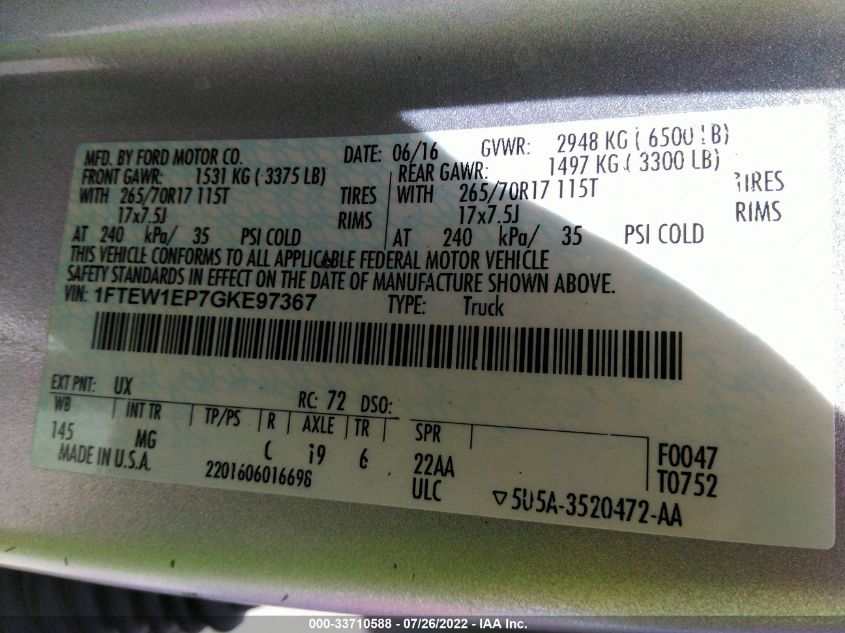 MFD. BY FORD MOTOR CO. DATE: 06/16 GVWR: 2948 KG ( 6500 LB)
FRONT GAWR: 1531 KG ( 3375 LB) REAR GAWR: 1497 KG ( 3300 LB)
WITH 265/70R17 115T TIRES WITH 265/70R17 115T TIRES
17x7.5J RIMS 17x7.5J RIMS
AT 240 kPa/ 35 PSI COLD AT 240 kPa/ 35 PSI COLD
THIS VEHICLE CONFORMS TO ALL APPLICABLE FEDERAL MOTOR VEHICLE
SAFETY STANDARDS IN EFFECT ON THE DATE OF MANUFACTURE SHOWN ABOVE.
VIN: 1FTEW1EP7GKE97367 TYPE: Truck
EXT PNT: UX RC: 72 DSO:
WB INT TR TP/PS R AXLE TR SPR
145 MG 19 6 22AA F0047
MADE IN U.S.A. 2201606016696 ULC T0752
▽5U5A-3520472-AA
000-33710588 - 07/26/2022 - IAA Inc.